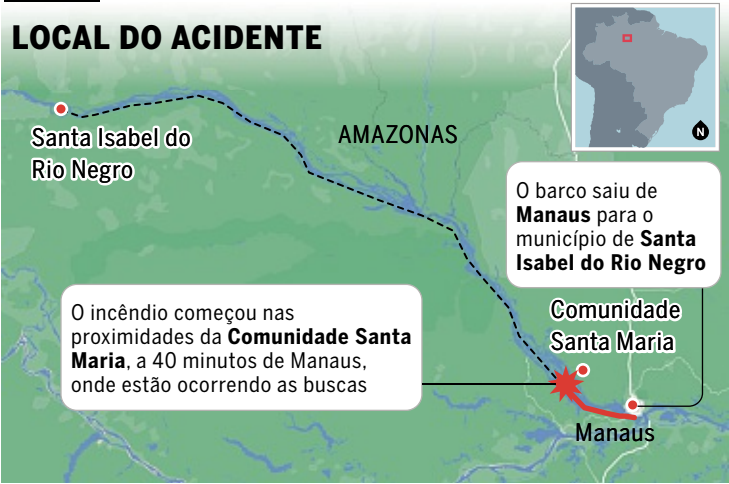 LOCAL DO ACIDENTE
N
Santa Isabel do
Rio Negro
AMAZONAS
O barco saiu de
Manaus para o
município de Santa
Isabel do Rio Negro
O incêndio começou nas
proximidades da Comunidade Santa
Maria, a 40 minutos de Manaus,
onde estão ocorrendo as buscas
Comunidade
Santa Maria
Manaus